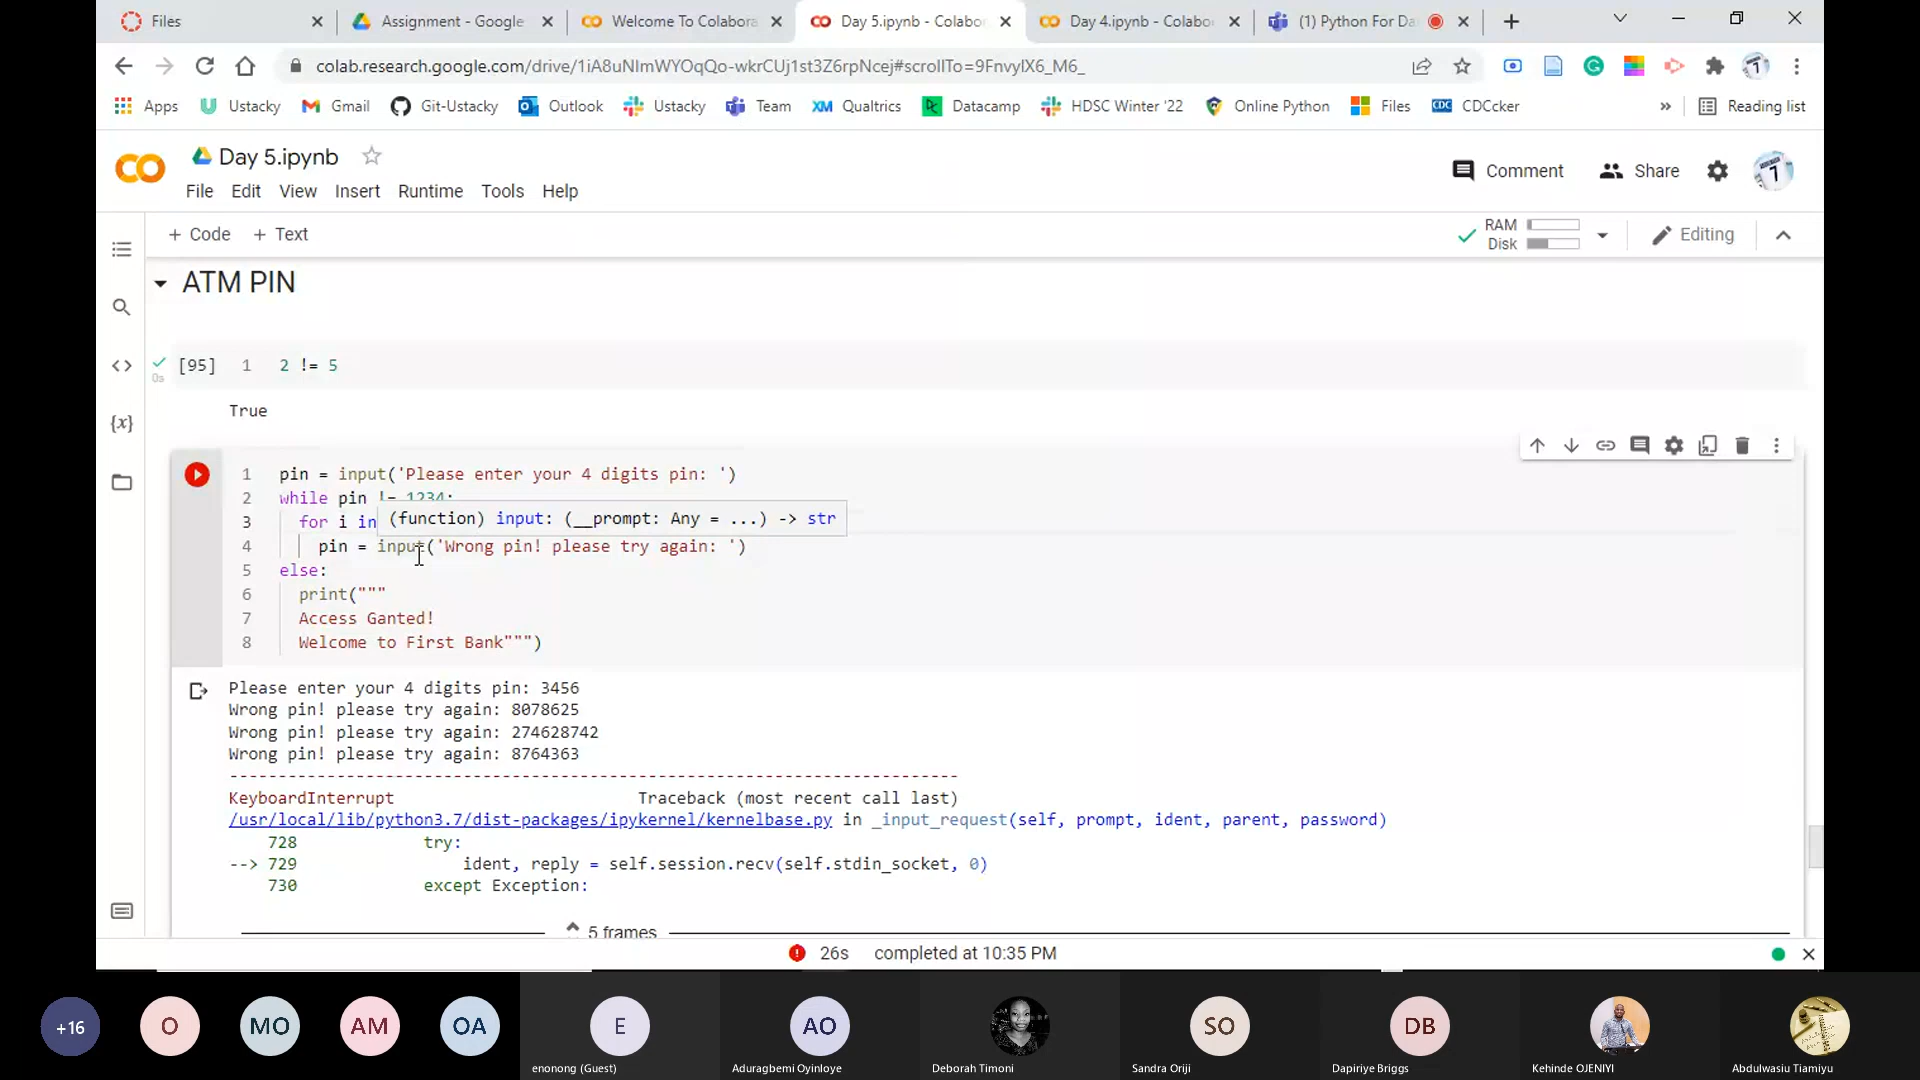 Files
Assignment - Google
Welcome To Colabora
Day 5.ipynb - Colabo
Day 4.ipynb - Colabo
(1) Python For Da
colab.research.google.com/drive/1iA8uNImWYOqQo-wkrCUj1st3Z6rpNcej#scrollTo=9FnvylX6_M6_
Apps
Ustacky
Gmail
Git-Ustacky
Outlook
Ustacky
Team
XM Qualtrics
Datacamp
HDSC Winter '22
Online Python
Files
CDC CDCcker
»
Reading list
CO
Day 5.ipynb
Comment
Share
File Edit View Insert Runtime Tools Help
+ Code + Text
RAM
Disk
Editing
ATM PIN
[95] 1 2 != 5
0s
True
1 pin = input('Please enter your 4 digits pin: ')
2 while pin != 1234:
(function) input: (__prompt: Any = ...) -> str
3 for i in
4 pin = input('Wrong pin! please try again: ')
5 else:
6 print("""
7 Access Ganted!
8 Welcome to First Bank""")
Please enter your 4 digits pin: 3456
Wrong pin! please try again: 8078625
Wrong pin! please try again: 274628742
Wrong pin! please try again: 8764363
---------------------------------------------------------------------------
KeyboardInterrupt Traceback (most recent call last)
/usr/local/lib/python3.7/dist-packages/ipykernel/kernelbase.py in _input_request(self, prompt, ident, parent, password)
728 try:
--> 729 ident, reply = self.session.recv(self.stdin_socket, 0)
730 except Exception:
5 frames
26s completed at 10:35 PM
+16
O
MO
AM
OA
E
AO
SO
DB
enonong (Guest)
Aduragbemi Oyinloye
Deborah Timoni
Sandra Oriji
Dapiriye Briggs
Kehinde OJENIYI
Abdulwasiu Tiamiyu